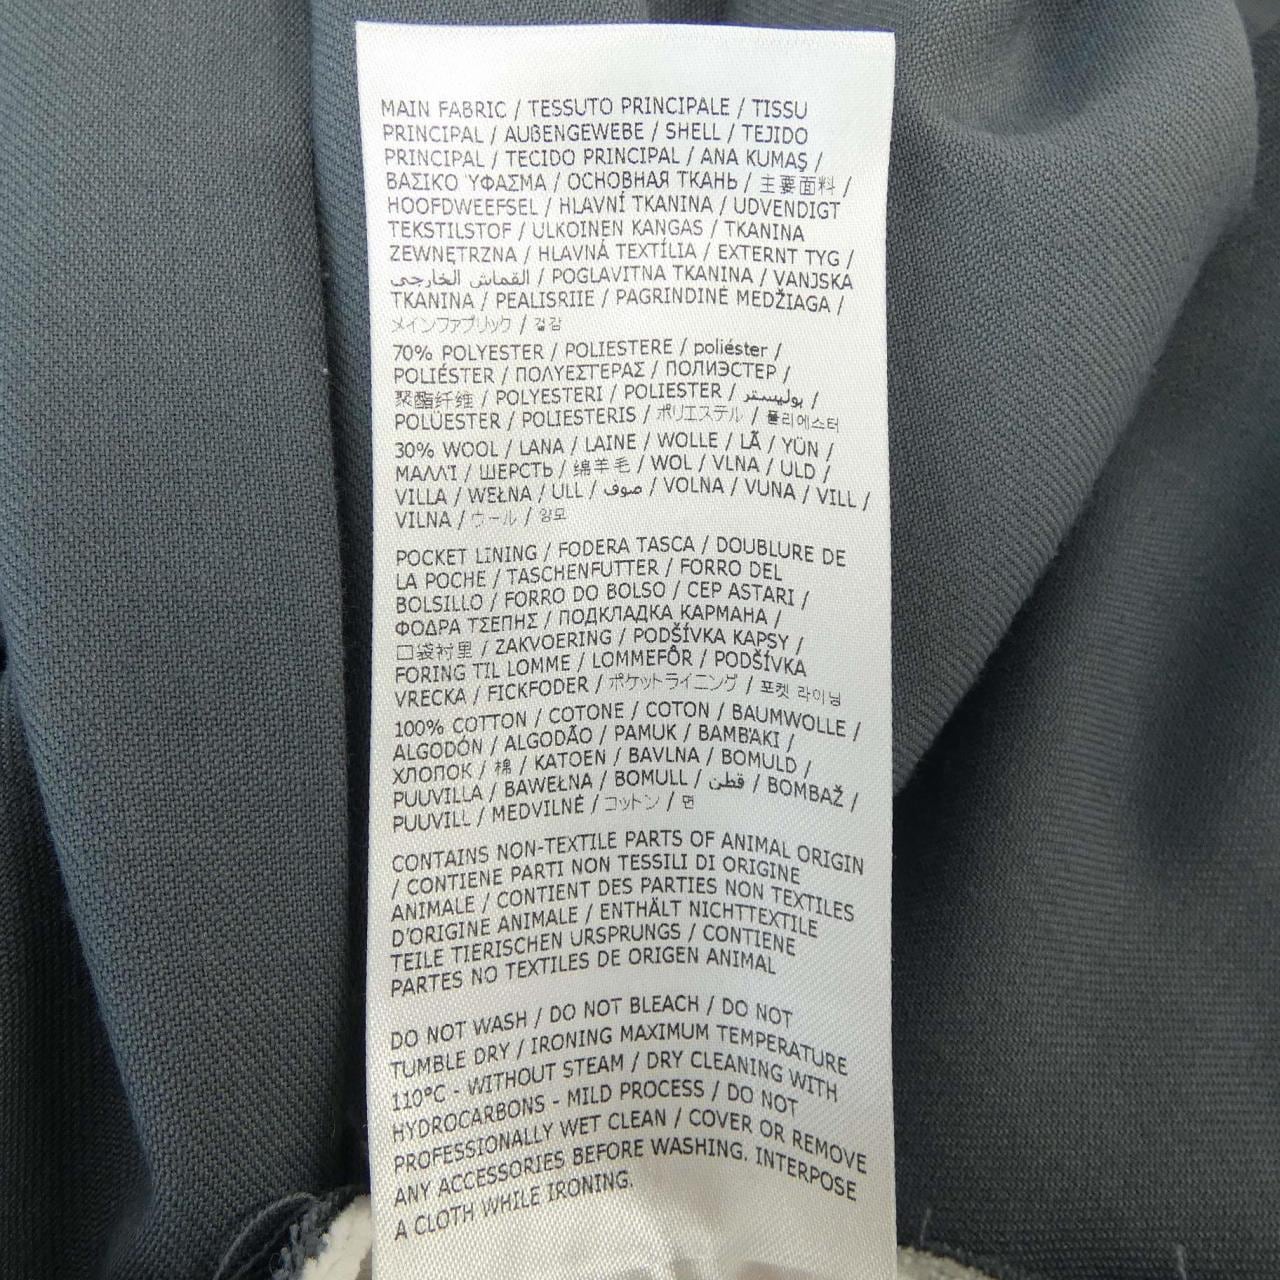 MAIN FABRIC / TESSUTO PRINCIPALE / TISSU
PRINCIPAL / AUßENGEWEBE / SHELL / TEJIDO
PRINCIPAL / TECIDO PRINCIPAL / ANA KUMAŞ /
ΒΑΣΙΚΟ ΎΦΑΣΜΑ / ОСНОВНАЯ ТКАНЬ / 主要面料 /
HOOFDWEEFSEL / HLAVNÍ TKANINA / UDVENDIGT
TEKSTILSTOF / ULKOINEN KANGAS / TKANINA
ZEWNĘTRZNA / HLAVNÁ TEXTÍLIA / EXTERNT TYG /
القماش الخارجي / POGLAVITNA TKANINA / VANJSKA
TKANINA / PEALISRIIE / PAGRINDINĖ MEDŽIAGA /
メインファブリック / 겉감
70% POLYESTER / POLIESTERE / poliéster /
POLIÉSTER / ΠΟΛΥΕΣΤΕΡΑΣ / ПОЛИЭСТЕР /
聚酯纤维 / POLYESTERI / POLIESTER / بوليستر /
POLÜESTER / POLIESTERIS / ポリエステル / 폴리에스터
30% WOOL / LANA / LAINE / WOLLE / LÃ / YÜN /
ΜΑΛΛΊ / ШЕРСТЬ / 绵羊毛 / WOL / VLNA / ULD /
VILLA / WEŁNA / ULL / صوف / VOLNA / VUNA / VILL /
VILNA / ウール / 양모
POCKET LINING / FODERA TASCA / DOUBLURE DE
LA POCHE / TASCHENFUTTER / FORRO DEL
BOLSILLO / FORRO DO BOLSO / CEP ASTARI /
ΦΟΔΡΑ ΤΣΕΠΗΣ / ПОДКЛАДКА КАРМАНА /
口袋衬里 / ZAKVOERING / PODŠÍVKA KAPSY /
FORING TIL LOMME / LOMMEFÔR / PODŠÍVKA
VRECKA / FICKFODER / ポケットライニング / 포켓 라이닝
100% COTTON / COTONE / COTON / BAUMWOLLE /
ALGODÓN / ALGODÃO / PAMUK / ΒΑΜΒΆΚΙ /
ХЛОПОК / 棉 / KATOEN / BAVLNA / BOMULD /
PUUVILLA / BAWEŁNA / BOMULL / قطن / BOMBAŽ /
PUUVILL / MEDVILNĖ / コットン / 면
CONTAINS NON-TEXTILE PARTS OF ANIMAL ORIGIN
/ CONTIENE PARTI NON TESSILI DI ORIGINE
ANIMALE / CONTIENT DES PARTIES NON TEXTILES
D'ORIGINE ANIMALE / ENTHÄLT NICHTTEXTILE
TEILE TIERISCHEN URSPRUNGS / CONTIENE
PARTES NO TEXTILES DE ORIGEN ANIMAL
DO NOT WASH / DO NOT BLEACH / DO NOT
TUMBLE DRY / IRONING MAXIMUM TEMPERATURE
110°C - WITHOUT STEAM / DRY CLEANING WITH
HYDROCARBONS - MILD PROCESS / DO NOT
PROFESSIONALLY WET CLEAN / COVER OR REMOVE
ANY ACCESSORIES BEFORE WASHING. INTERPOSE
A CLOTH WHILE IRONING.